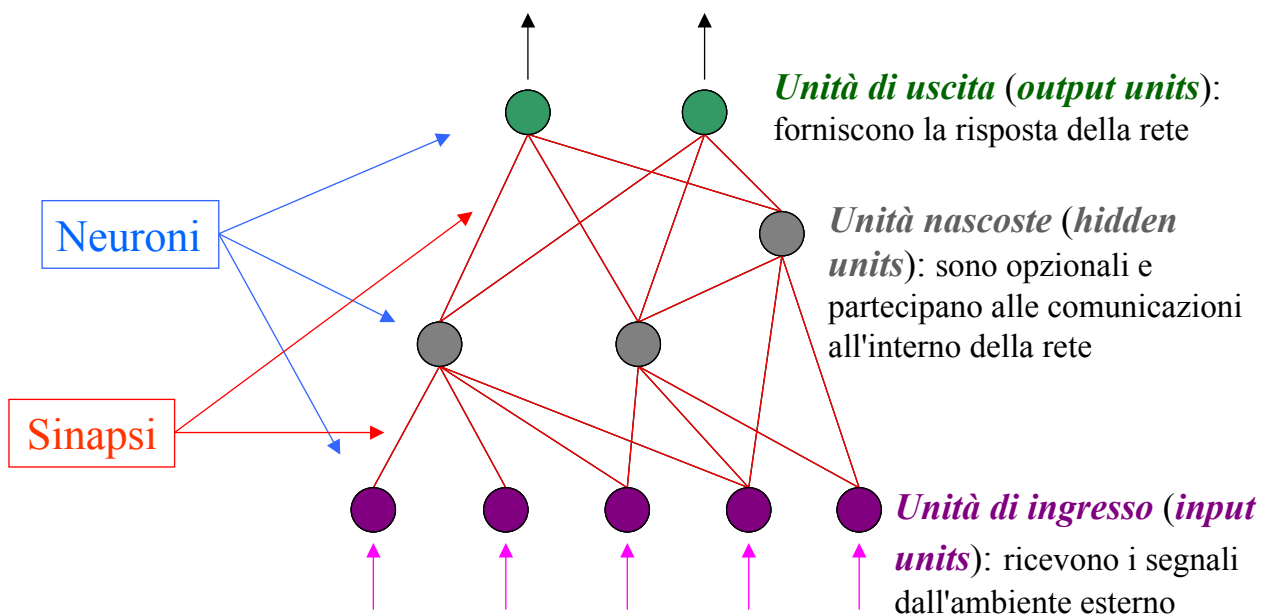 Unità di uscita (output units):
forniscono la risposta della rete
Neuroni
Unità nascoste (hidden
units): sono opzionali e
partecipano alle comunicazioni
all'interno della rete
Sinapsi
Unità di ingresso (input
units): ricevono i segnali
dall'ambiente esterno